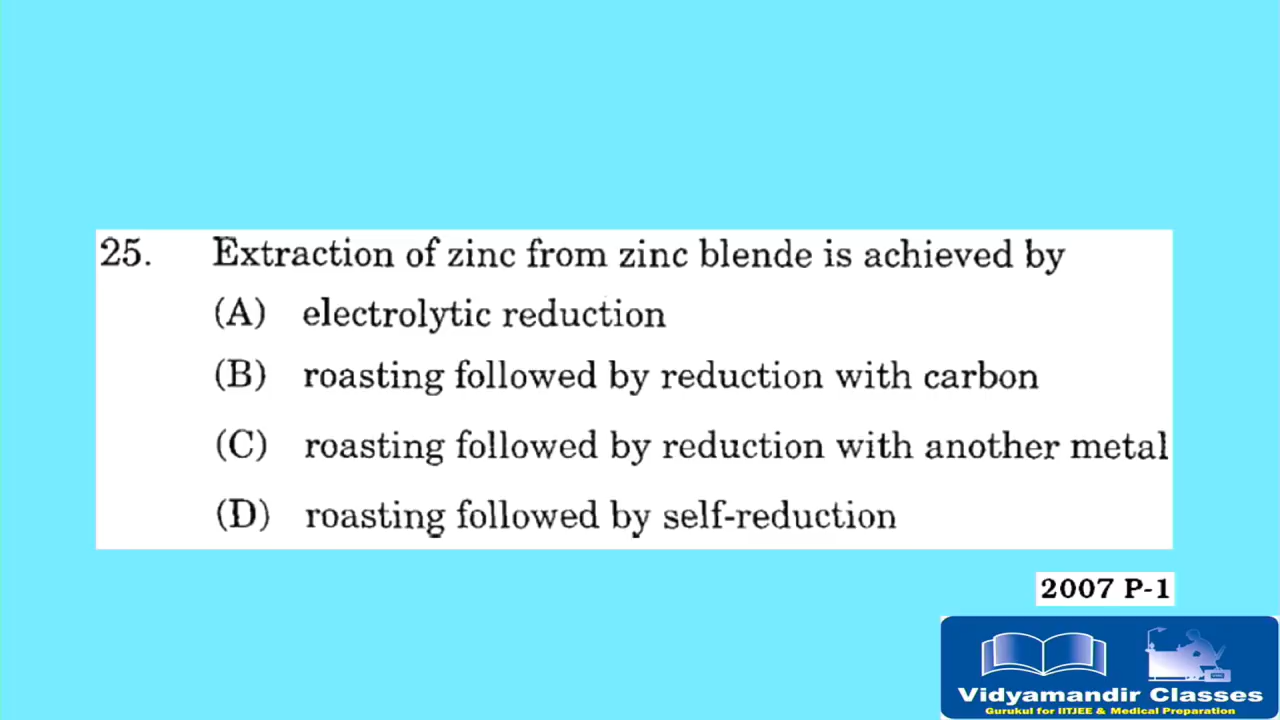 25. Extraction of zinc from zinc blende is achieved by
(A) electrolytic reduction
(B) roasting followed by reduction with carbon
(C) roasting followed by reduction with another metal
(D) roasting followed by self-reduction
2007 P-1
Vidyamandir Classes
Gurukul for IITJEE & Medical Preparation